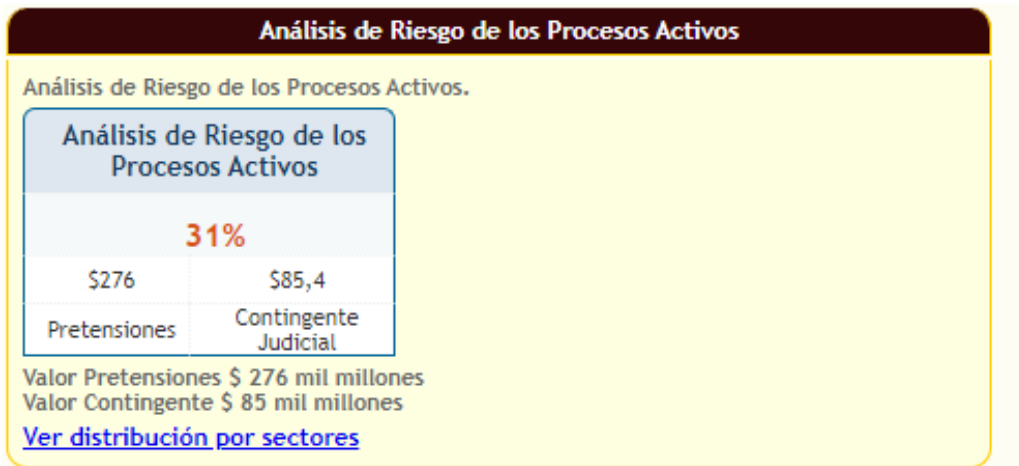 Análisis de Riesgo de los Procesos Activos
Análisis de Riesgo de los Procesos Activos.
Análisis de Riesgo de los
Procesos Activos
31%
$276 $85,4
Pretensiones Contingente
Judicial
Valor Pretensiones $ 276 mil millones
Valor Contingente $ 85 mil millones
Ver distribución por sectores